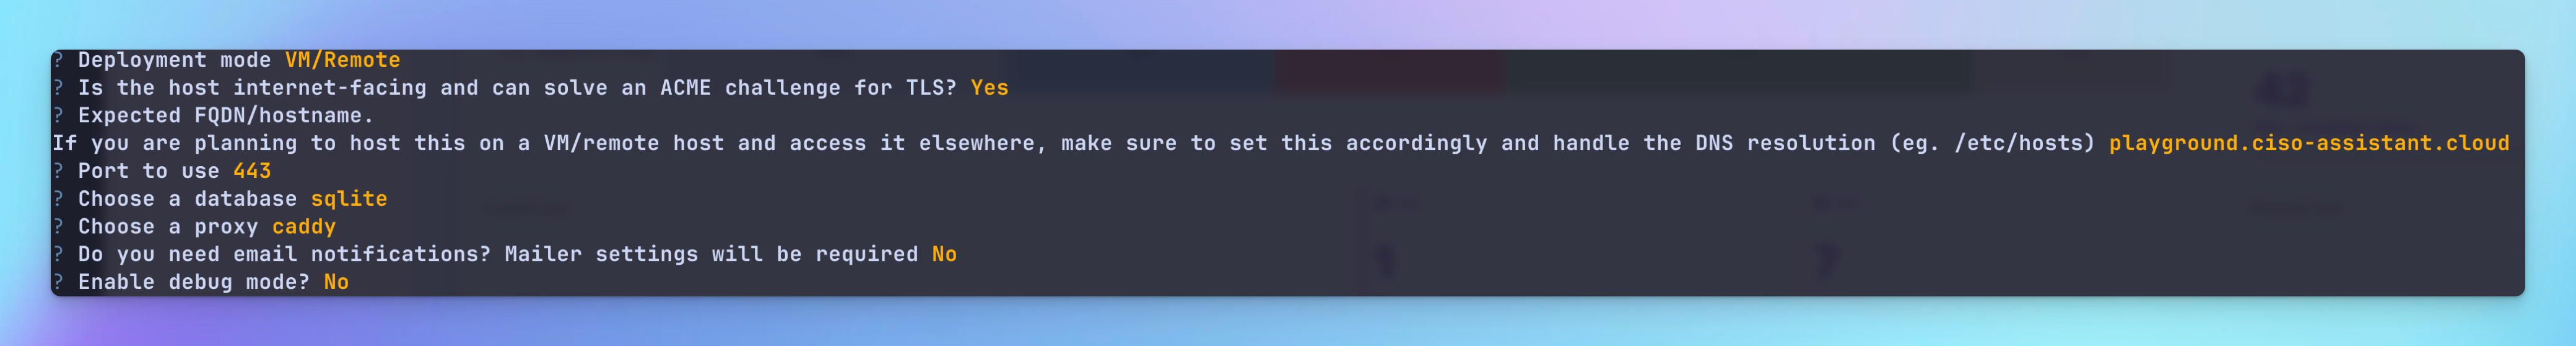 ? Deployment mode VM/Remote
? Is the host internet-facing and can solve an ACME challenge for TLS? Yes
? Expected FQDN/hostname.
If you are planning to host this on a VM/remote host and access it elsewhere, make sure to set this accordingly and handle the DNS resolution (eg. /etc/hosts) playground.ciso-assistant.cloud
? Port to use 443
? Choose a database sqlite
? Choose a proxy caddy
? Do you need email notifications? Mailer settings will be required No
? Enable debug mode? No